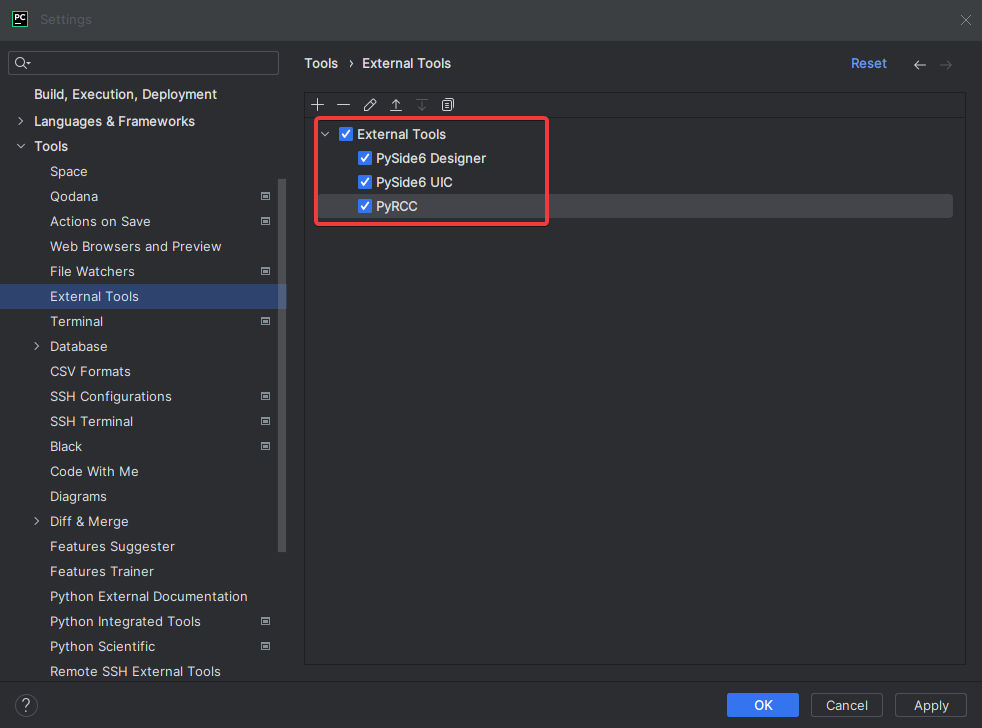 PC Settings
Tools › External Tools Reset
Build, Execution, Deployment
Languages & Frameworks
Tools
Space
Qodana
Actions on Save
Web Browsers and Preview
File Watchers
External Tools
Terminal
Database
CSV Formats
SSH Configurations
SSH Terminal
Black
Code With Me
Diagrams
Diff & Merge
Features Suggester
Features Trainer
Python External Documentation
Python Integrated Tools
Python Scientific
Remote SSH External Tools
External Tools
PySide6 Designer
PySide6 UIC
PyRCC
? OK Cancel Apply